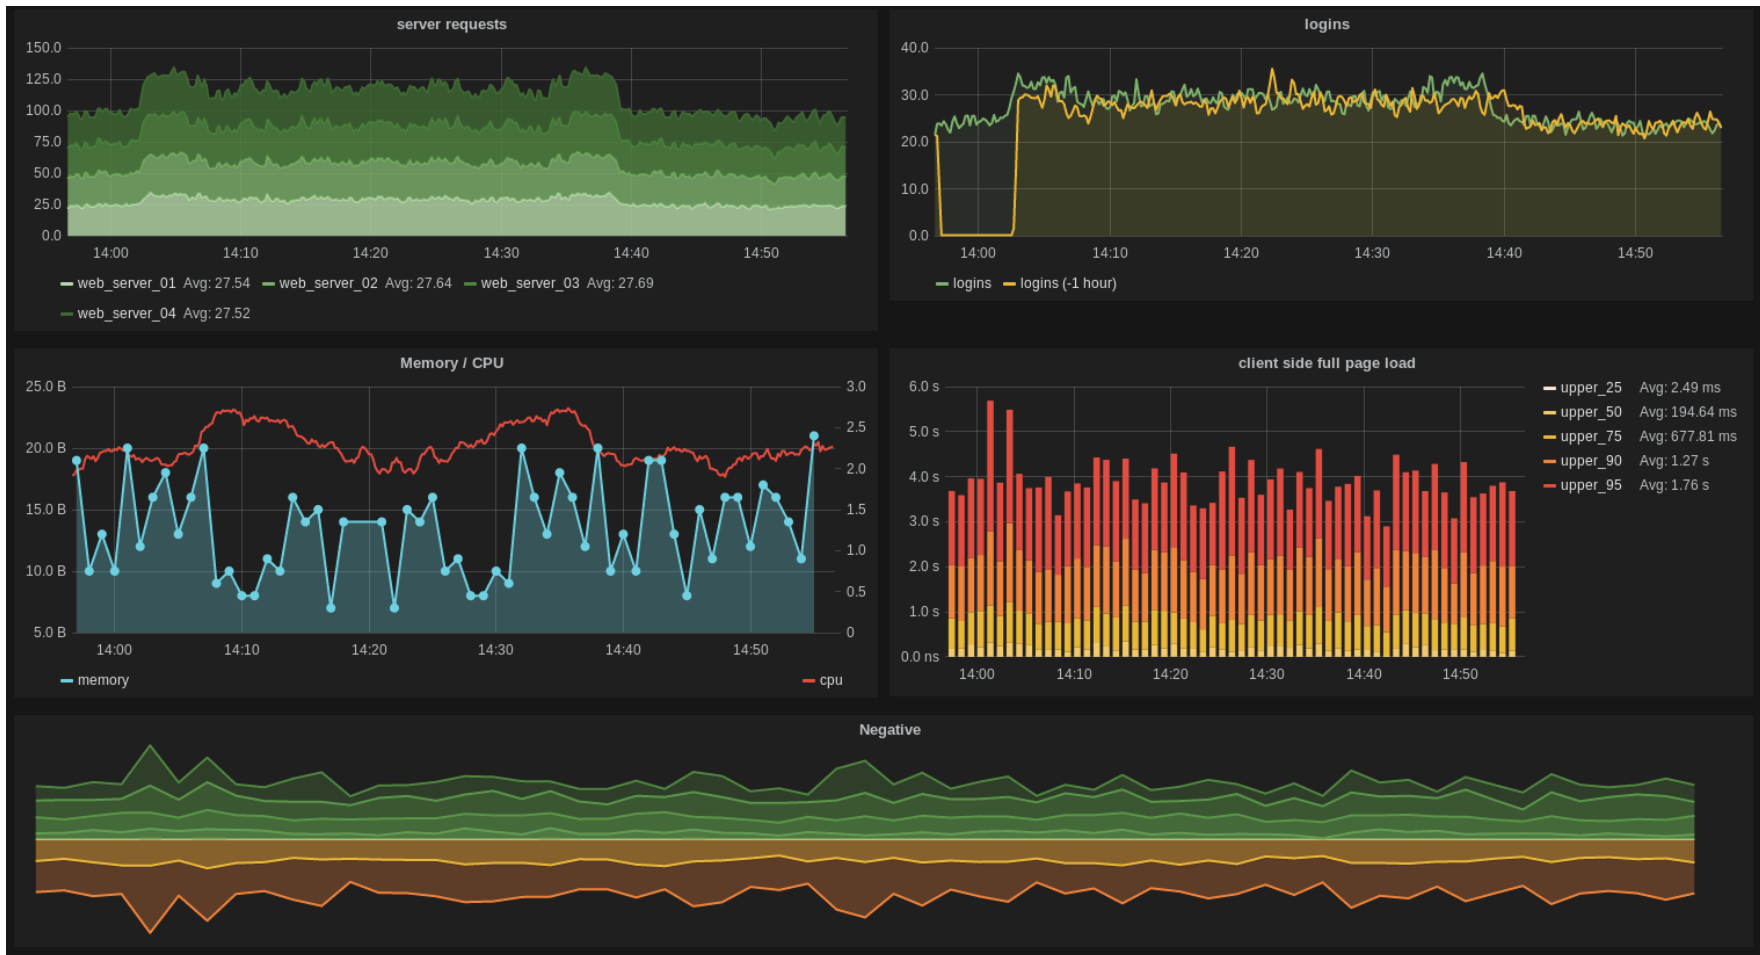 server requests
150.0
125.0
100.0
75.0
50.0
25.0
0.0
14:00 14:10 14:20 14:30 14:40 14:50
web_server_01 Avg: 27.54 web_server_02 Avg: 27.64 web_server_03 Avg: 27.69
web_server_04 Avg: 27.52
logins
40.0
30.0
20.0
10.0
0.0
14:00 14:10 14:20 14:30 14:40 14:50
logins logins (-1 hour)
Memory / CPU
25.0 B 3.0
2.5
20.0 B
2.0
15.0 B 1.5
1.0
10.0 B
0.5
5.0 B 0
14:00 14:10 14:20 14:30 14:40 14:50
memory cpu
client side full page load
6.0 s
5.0 s
4.0 s
3.0 s
2.0 s
1.0 s
0.0 ns
14:00 14:10 14:20 14:30 14:40 14:50
upper_25 Avg: 2.49 ms
upper_50 Avg: 194.64 ms
upper_75 Avg: 677.81 ms
upper_90 Avg: 1.27 s
upper_95 Avg: 1.76 s
Negative